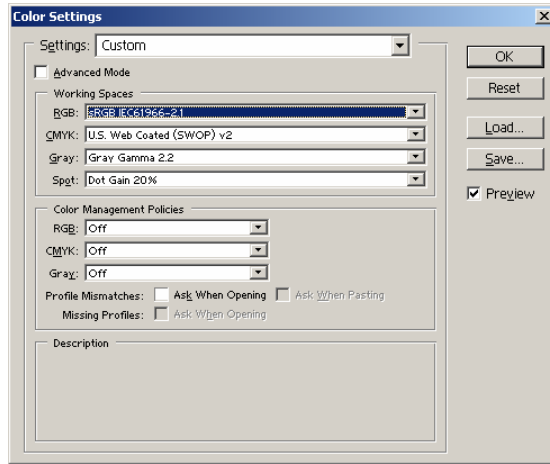 Color Settings
Settings: Custom
OK
Advanced Mode
Reset
Working Spaces
RGB: sRGB IEC61966-2.1
CMYK: U.S. Web Coated (SWOP) v2
Load...
Gray: Gray Gamma 2.2
Save...
Spot: Dot Gain 20%
Preview
Color Management Policies
RGB: Off
CMYK: Off
Gray: Off
Profile Mismatches: Ask When Opening Ask When Pasting
Missing Profiles: Ask When Opening
Description